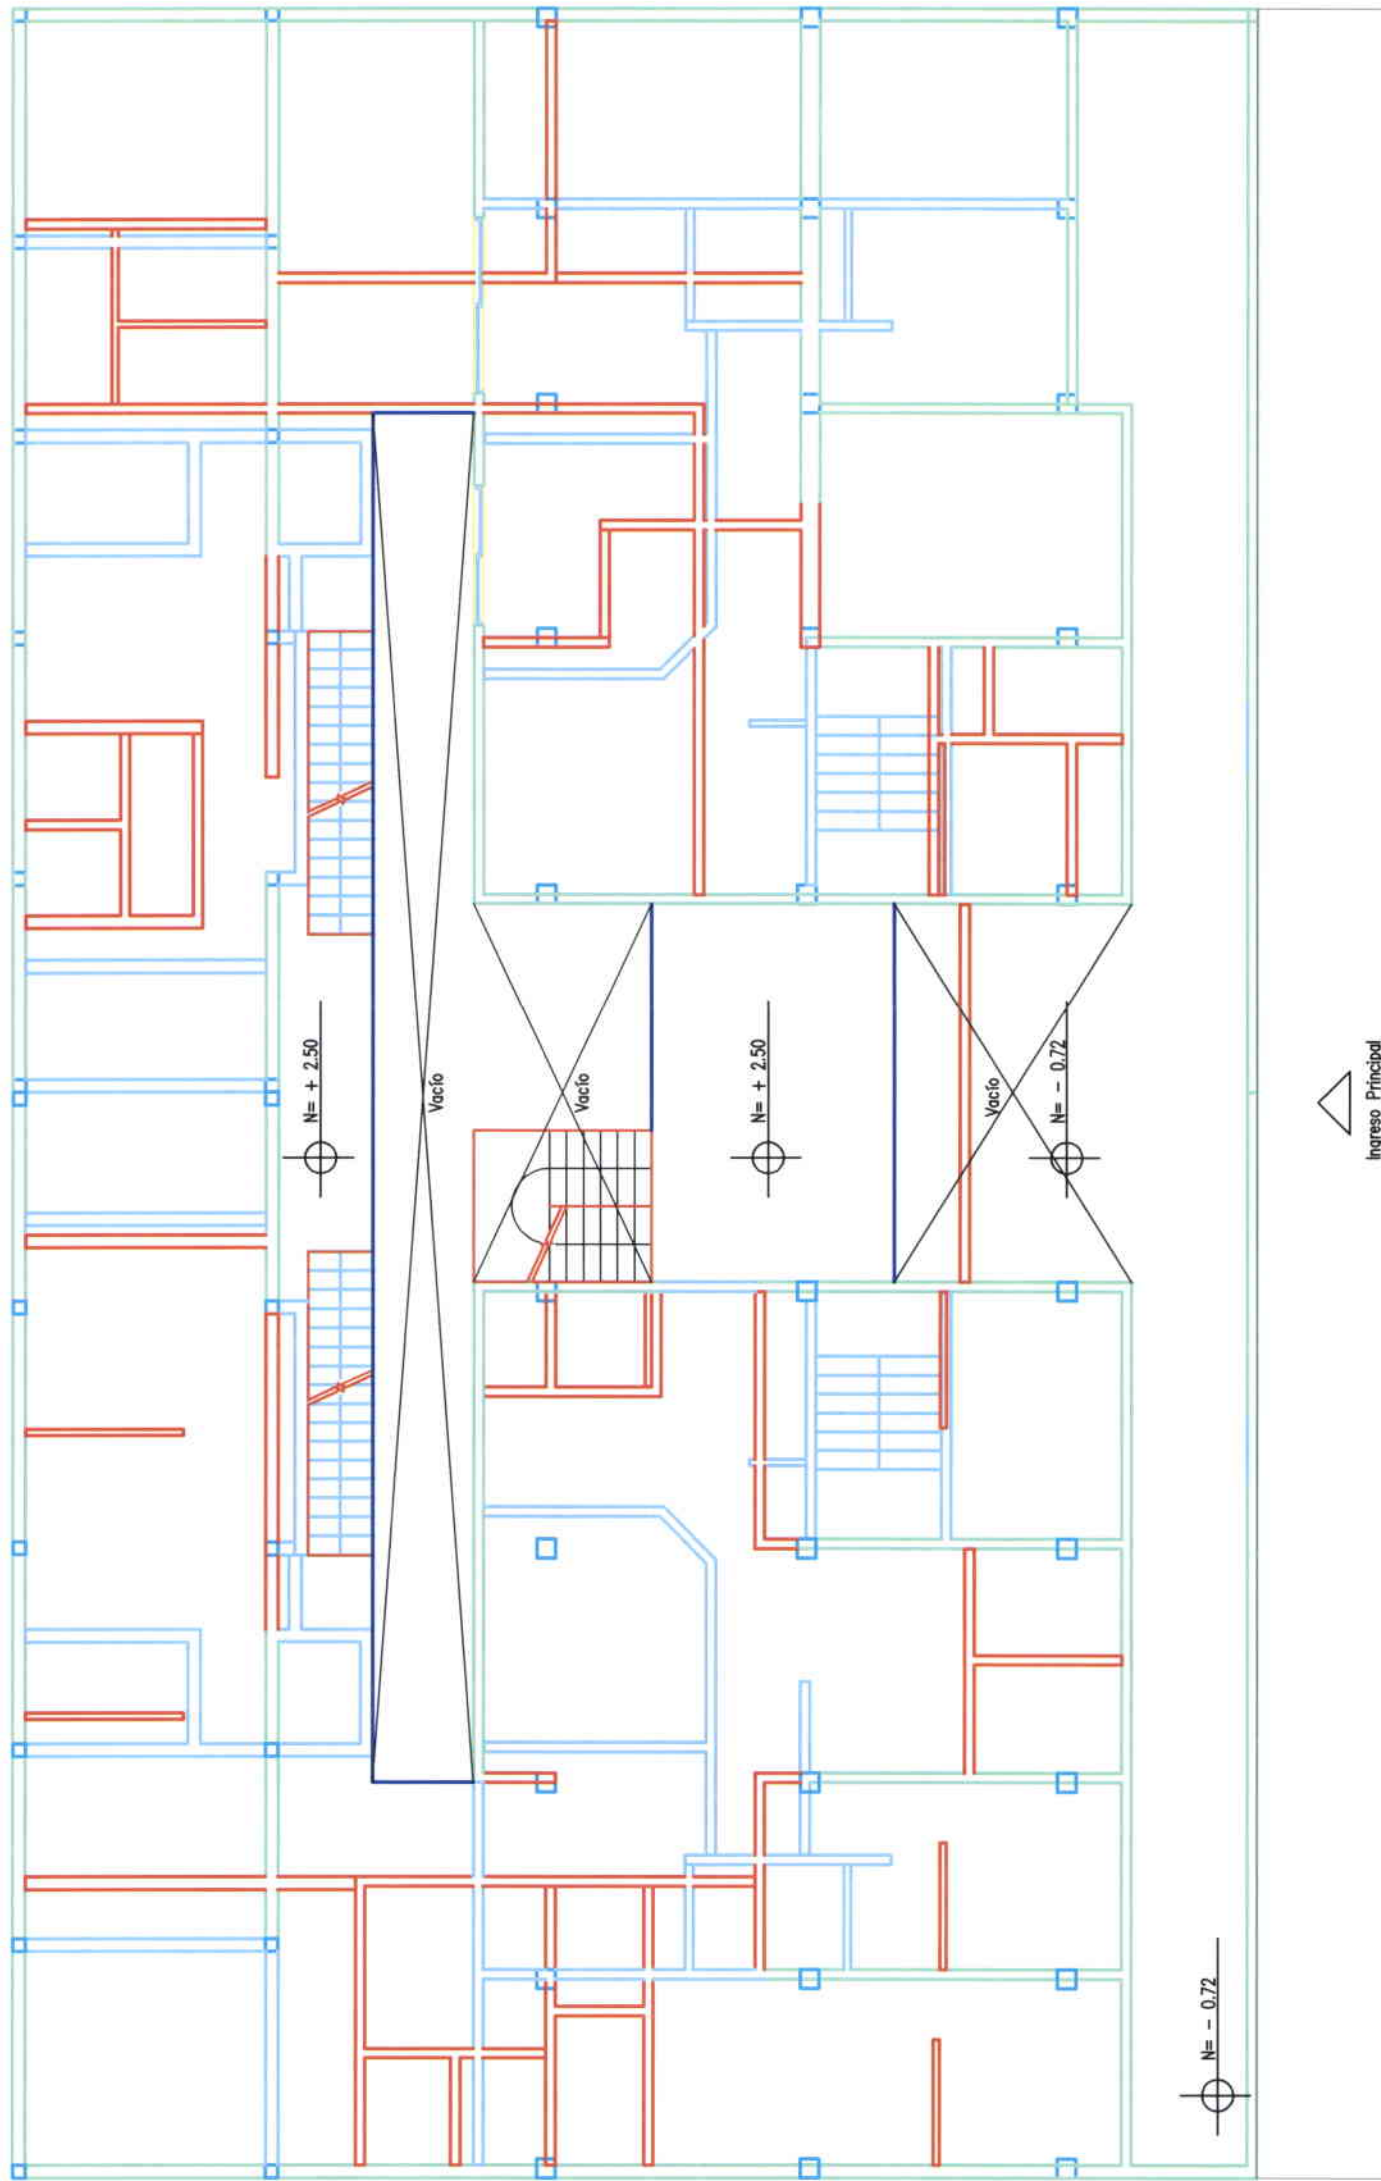 N= + 2.50
Vacío
Vacío
N= + 2.50
Vacío
N= - 0.72
N= - 0.72
Ingreso Principal